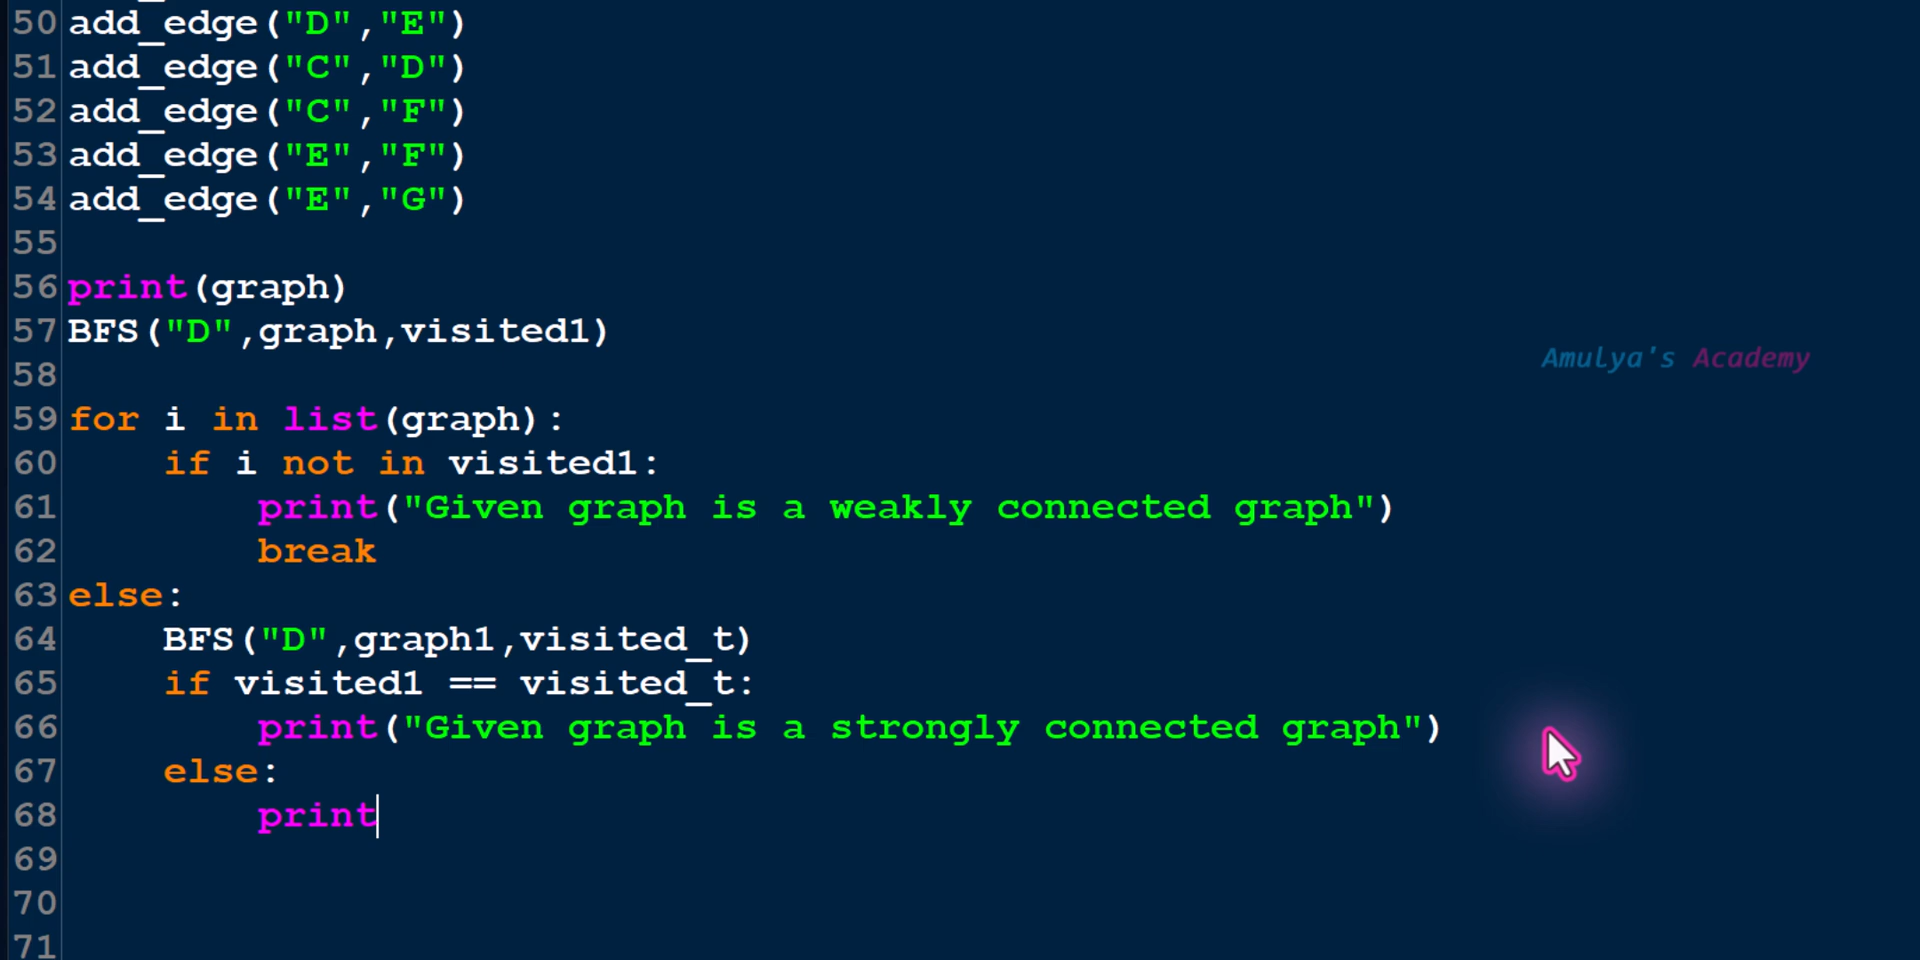 50 add_edge("D","E")
51 add_edge("C","D")
52 add_edge("C","F")
53 add_edge("E","F")
54 add_edge("E","G")
55
56 print(graph)
57 BFS("D",graph,visited1)
Amulya's Academy
58
59 for i in list(graph):
60     if i not in visited1:
61         print("Given graph is a weakly connected graph")
62         break
63 else:
64     BFS("D",graph1,visited_t)
65     if visited1 == visited_t:
66         print("Given graph is a strongly connected graph")
67     else:
68         print
69
70
71